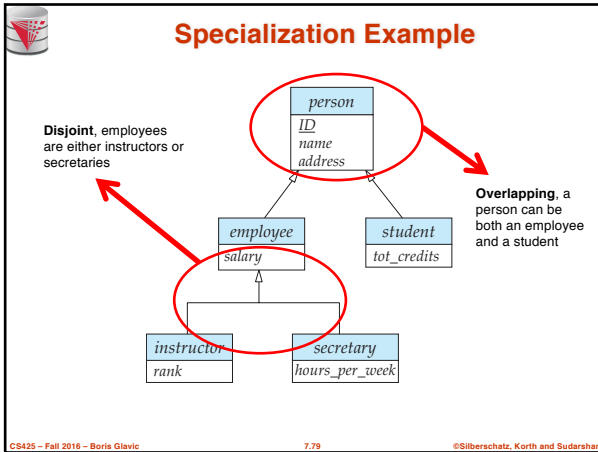 Specialization Example
person
ID
name
address
Disjoint, employees
are either instructors or
secretaries
Overlapping, a
person can be
both an employee
and a student
employee
salary
student
tot_credits
instructor
rank
secretary
hours_per_week
CS425 – Fall 2016 – Boris Glavic
7.79
©Silberschatz, Korth and Sudarshan